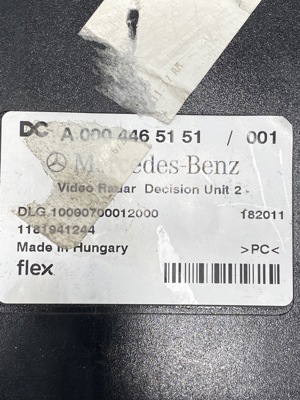 DC A 000 446 51 51 / 001
Mercedes-Benz
Video Radar Decision Unit 2 -
DLG 10060700012000 182011
1181941244
Made in Hungary >PC<
flex